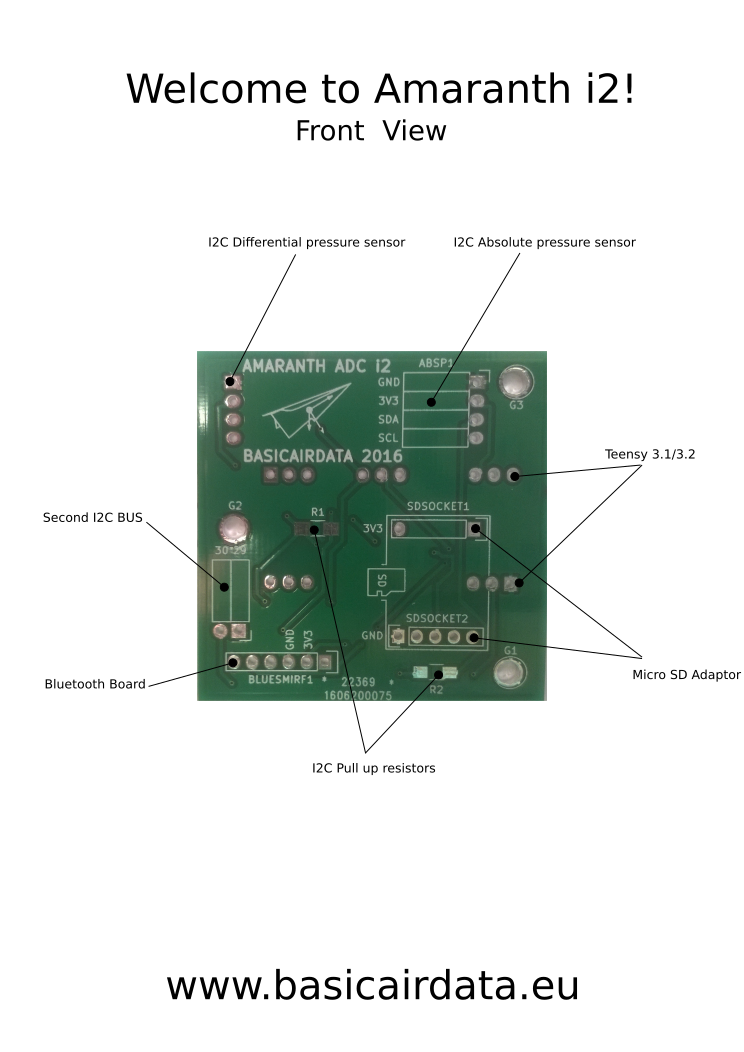 Welcome to Amaranth i2!
Front View
I2C Differential pressure sensor
I2C Absolute pressure sensor
AMARANTH ADC i2
ABSP1
GND
3V3
SDA
SCL
G3
BASICAIRDATA 2016
Teensy 3.1/3.2
Second I2C BUS
G2
R1
SDSOCKET1
3V3
30-29
SD
SDSOCKET2
GND
GND
3V3
G1
Bluetooth Board
BLUESMIRF1 * 22369 *
1606200075
R2
Micro SD Adaptor
I2C Pull up resistors
www.basicairdata.eu